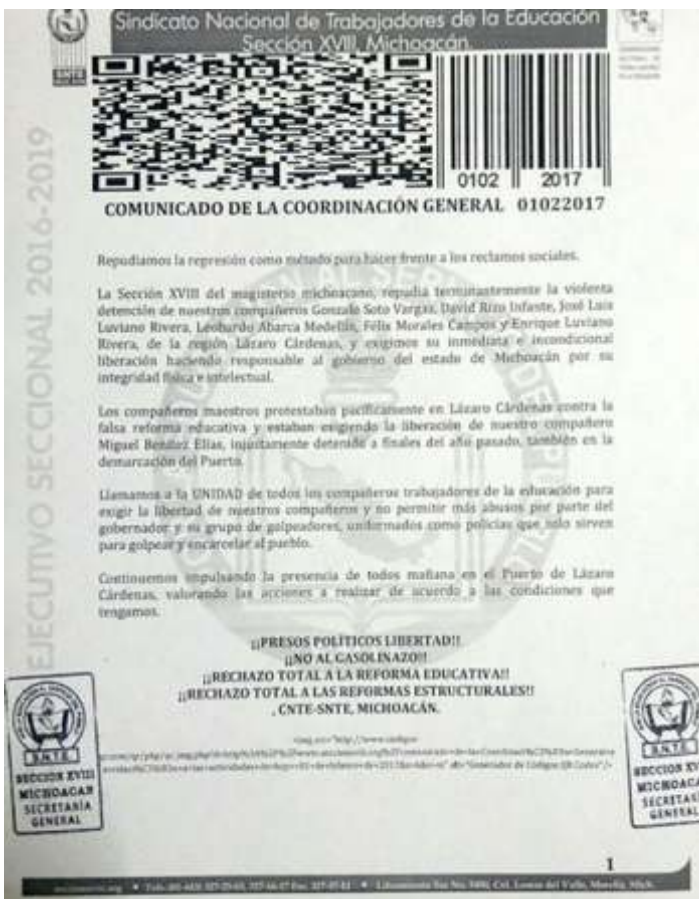 Sindicato Nacional de Trabajadores de la Educación
Sección XVIII, Michoacán.
0102 2017
COMUNICADO DE LA COORDINACIÓN GENERAL 01022017
EJECUTIVO SECCIONAL 2016-2019
Repudiamos la represión como método para hacer frente a los reclamos sociales.
La Sección XVIII del magisterio michoacano, repudia terminantemente la violenta
detención de nuestros compañeros Gonzalo Soto Vargas, David Rizo Infante, José Luis
Luviano Rivera, Leobardo Abarca Medellín, Félix Morales Campos y Enrique Luviano
Rivera, de la región Lázaro Cárdenas, y exigimos su inmediata e incondicional
liberación haciendo responsable al gobierno del estado de Michoacán por su
integridad física e intelectual.
Los compañeros maestros protestaban pacíficamente en Lázaro Cárdenas contra la
falsa reforma educativa y estaban exigiendo la liberación de nuestro compañero
Miguel Benítez Elías, injustamente detenido a finales del año pasado, también en la
demarcación del Puerto.
Llamamos a la UNIDAD de todos los compañeros trabajadores de la educación para
exigir la libertad de nuestros compañeros y no permitir más abusos por parte del
gobernador y su grupo de golpeadores, uniformados como policías que solo sirven
para golpear y encarcelar al pueblo.
Continuemos impulsando la presencia de todos mañana en el Puerto de Lázaro
Cárdenas, valorando las acciones a realizar de acuerdo a las condiciones que
tengamos.
¡¡PRESOS POLÍTICOS LIBERTAD!!
¡¡NO AL GASOLINAZO!!
¡¡RECHAZO TOTAL A LA REFORMA EDUCATIVA!!
¡¡RECHAZO TOTAL A LAS REFORMAS ESTRUCTURALES!!
, CNTE-SNTE, MICHOACÁN.
S.N.T.E.
SECCION XVIII
MICHOACAN
SECRETARÍA
GENERAL
S.N.T.E.
SECCION XVIII
MICHOACA
SECRETARÍ
GENERAL
1